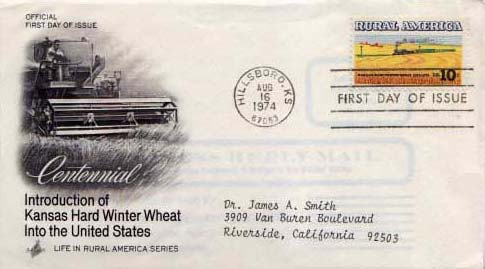 OFFICIAL
FIRST DAY OF ISSUE
Centennial
Introduction of
Kansas Hard Winter Wheat
Into the United States
LIFE IN RURAL AMERICA SERIES
HILLSBORO, KS
AUG
16
1974
67063
RURAL AMERICA
10c
FIRST DAY OF ISSUE
Dr. James A. Smith
3909 Van Buren Boulevard
Riverside, California 92503